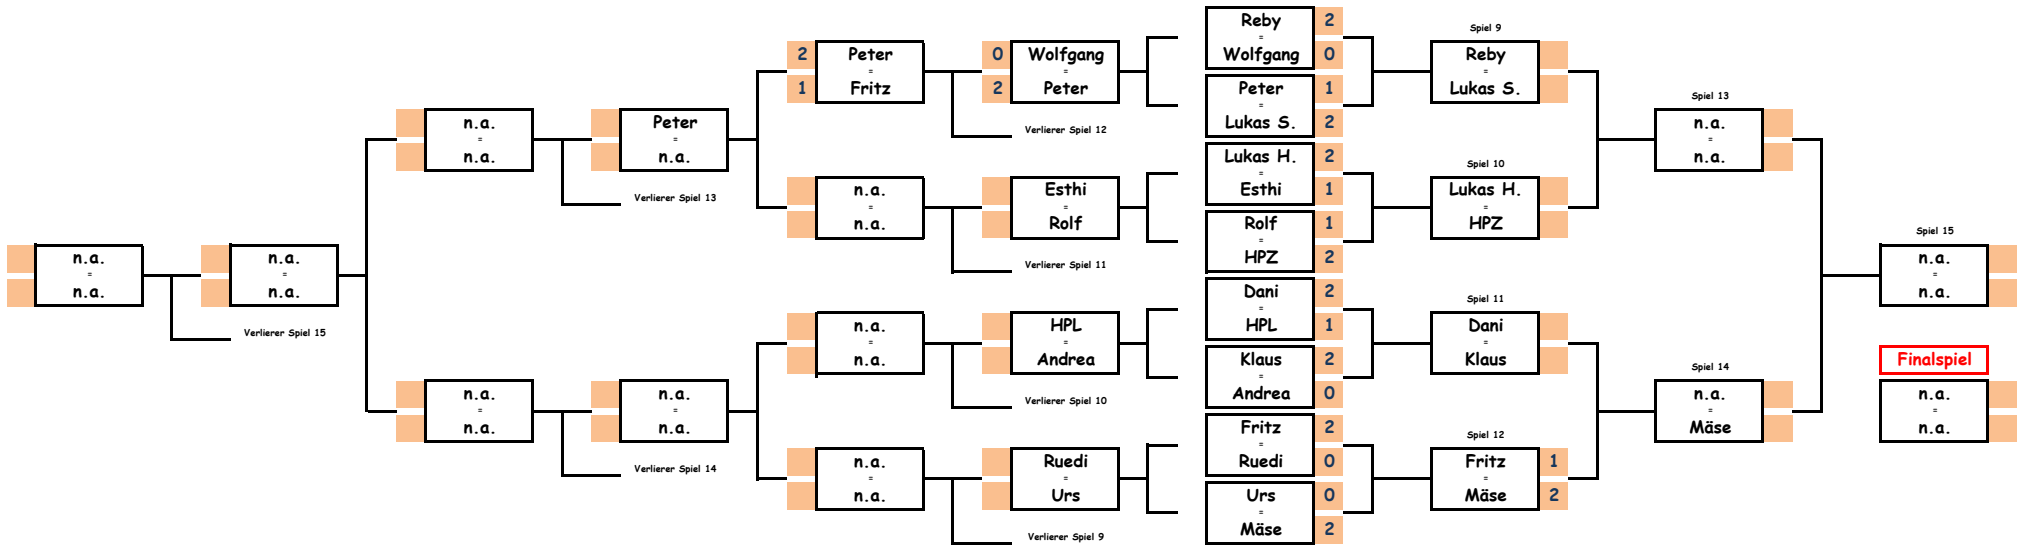 Reby 2
=
Wolfgang 0
Peter 1
=
Lukas S. 2
Lukas H. 2
=
Esthi 1
Rolf 1
=
HPZ 2
Dani 2
=
HPL 1
Klaus 2
=
Andrea 0
Fritz 2
=
Ruedi 0
Urs 0
=
Mäse 2
Spiel 9
Reby
=
Lukas S.
Spiel 10
Lukas H.
=
HPZ
Spiel 11
Dani
=
Klaus
Spiel 12
Fritz 1
=
Mäse 2
Spiel 13
n.a.
=
n.a.
Spiel 14
n.a.
=
Mäse
Spiel 15
n.a.
=
n.a.
Finalspiel
n.a.
=
n.a.
0 Wolfgang
=
2 Peter
Verlierer Spiel 12
Esthi
=
Rolf
Verlierer Spiel 11
HPL
=
Andrea
Verlierer Spiel 10
Ruedi
=
Urs
Verlierer Spiel 9
2 Peter
=
1 Fritz
n.a.
=
n.a.
n.a.
=
n.a.
n.a.
=
n.a.
Peter
=
n.a.
Verlierer Spiel 13
n.a.
=
n.a.
Verlierer Spiel 14
n.a.
=
n.a.
n.a.
=
n.a.
n.a.
=
n.a.
Verlierer Spiel 15
n.a.
=
n.a.